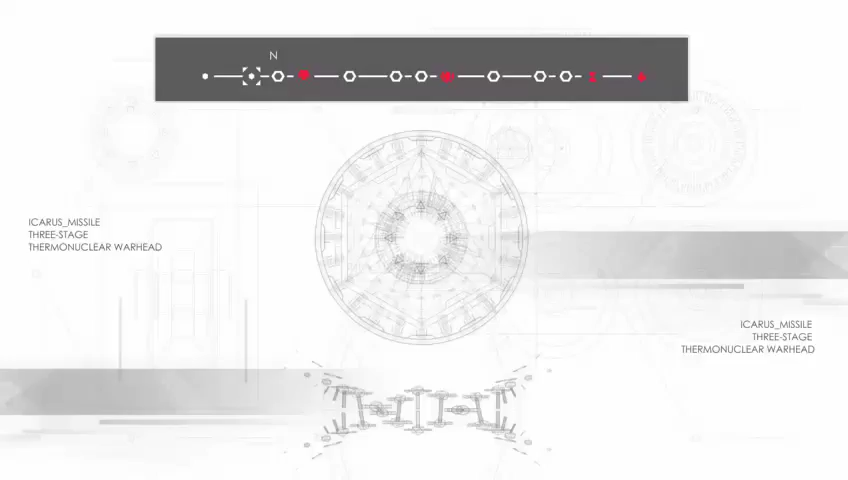 N
ICARUS_MISSILE
THREE-STAGE
THERMONUCLEAR WARHEAD
ICARUS_MISSILE
THREE-STAGE
THERMONUCLEAR WARHEAD